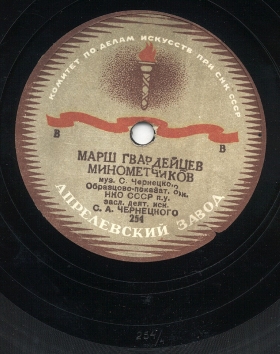 КОМИТЕТ ПО ДЕЛАМ ИСКУССТВ ПРИ СНК СССР
В В
МАРШ ГВАРДЕЙЦЕВ
МИНОМЕТЧИКОВ
муз. С. Чернецкого
Образцово-показат. орк.
НКО СССР п.у.
засл. деят. иск.
С. А. ЧЕРНЕЦКОГО
254
АПРЕЛЕВСКИЙ ЗАВОД